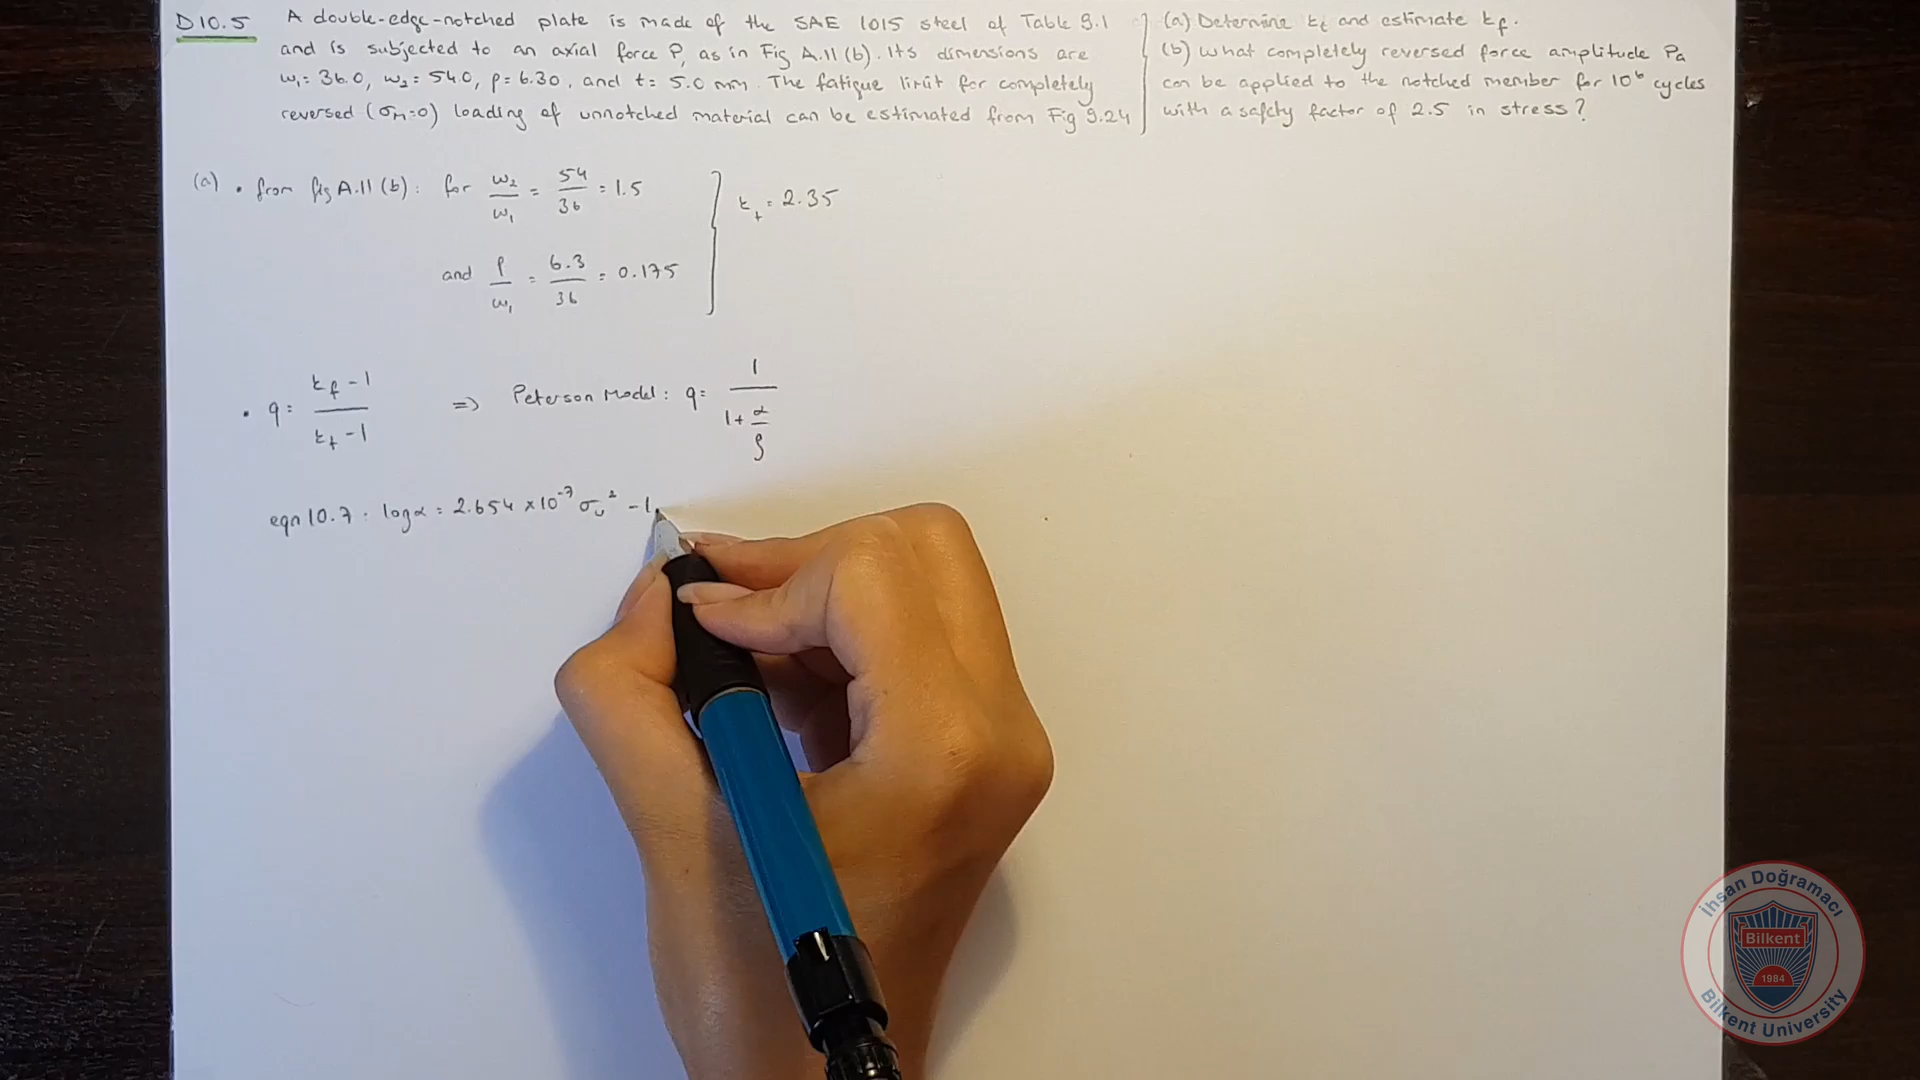 D10.5 A double-edge-notched plate is made of the SAE 1015 steel of Table 9.1
and is subjected to an axial force P, as in Fig A.11 (b). Its dimensions are
w₁= 36.0, w₂= 54.0, ρ= 6.30, and t= 5.0 mm. The fatigue limit for completely
reversed (σm=0) loading of unnotched material can be estimated from Fig 9.24
(a) Determine kt and estimate kf.
(b) What completely reversed force amplitude Pa
can be applied to the notched member for 10⁶ cycles
with a safety factor of 2.5 in stress?
(a) • from fig A.11 (b): for w₂/w₁ = 54/36 = 1.5
and ρ/w₁ = 6.3/36 = 0.175
kt = 2.35
• q = kf - 1 / kt - 1 => Peterson Model: q = 1 / 1 + α/ρ
eqn 10.7 : log α = 2.654 × 10⁻⁷ σu² - 1.
İhsan Doğramacı
Bilkent
1984
Bilkent University